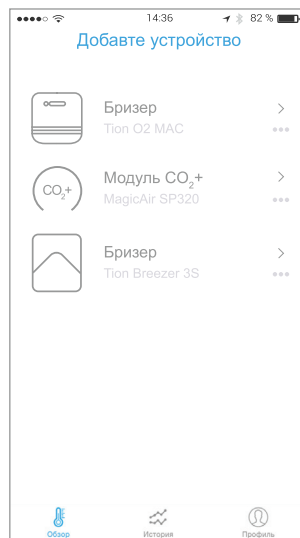 14:36
82 %
Добавте устройство
Бризер
Tion O2 MAC
CO2+
Модуль CO2+
MagicAir SP320
Бризер
Tion Breezer 3S
Обзор
История
Профиль